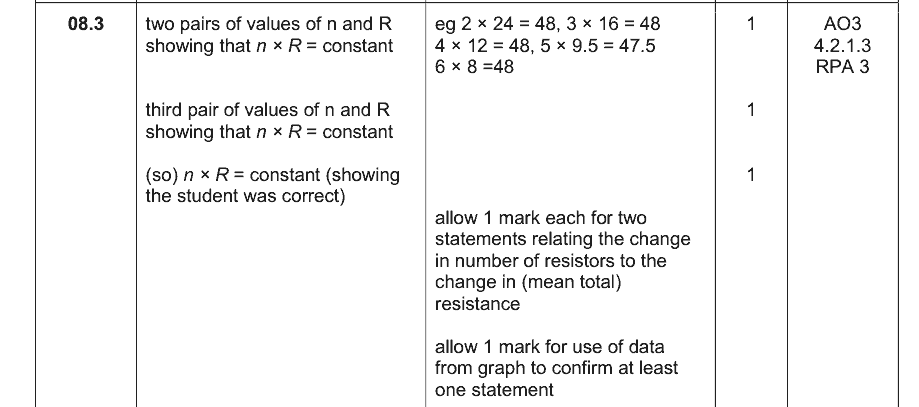 08.3
two pairs of values of n and R
showing that n × R = constant
eg 2 × 24 = 48, 3 × 16 = 48
4 × 12 = 48, 5 × 9.5 = 47.5
6 × 8 =48
1
AO3
4.2.1.3
RPA 3
third pair of values of n and R
showing that n × R = constant
1
(so) n × R = constant (showing
the student was correct)
1
allow 1 mark each for two
statements relating the change
in number of resistors to the
change in (mean total)
resistance
allow 1 mark for use of data
from graph to confirm at least
one statement